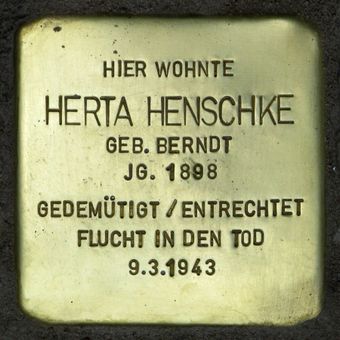 HIER WOHNTE
HERTA HENSCHKE
GEB. BERNDT
JG. 1898
GEDEMÜTIGT / ENTRECHTET
FLUCHT IN DEN TOD
9.3.1943